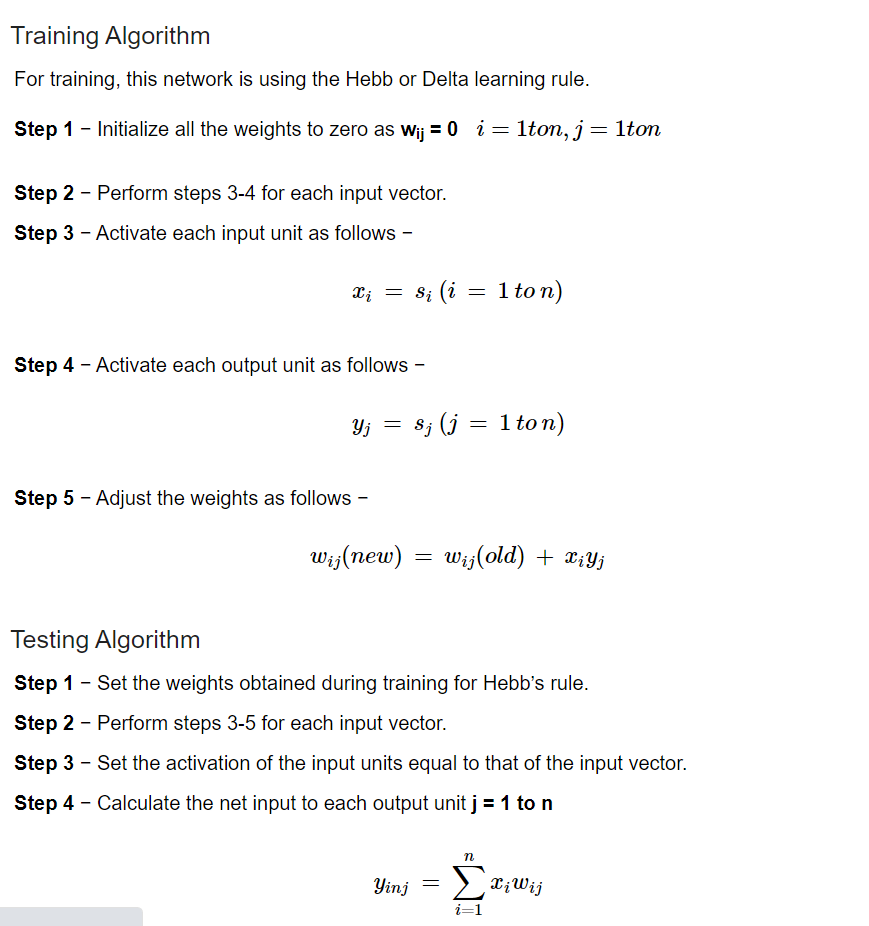 Training Algorithm
For training, this network is using the Hebb or Delta learning rule.
Step 1 − Initialize all the weights to zero as wij = 0 i = 1ton, j = 1ton
Step 2 − Perform steps 3-4 for each input vector.
Step 3 − Activate each input unit as follows −
xi = si (i = 1 to n)
Step 4 − Activate each output unit as follows −
yj = sj (j = 1 to n)
Step 5 − Adjust the weights as follows −
wij(new) = wij(old) + xiyj
Testing Algorithm
Step 1 − Set the weights obtained during training for Hebb’s rule.
Step 2 − Perform steps 3-5 for each input vector.
Step 3 − Set the activation of the input units equal to that of the input vector.
Step 4 − Calculate the net input to each output unit j = 1 to n
n
yinj = ∑ xiwij
i=1